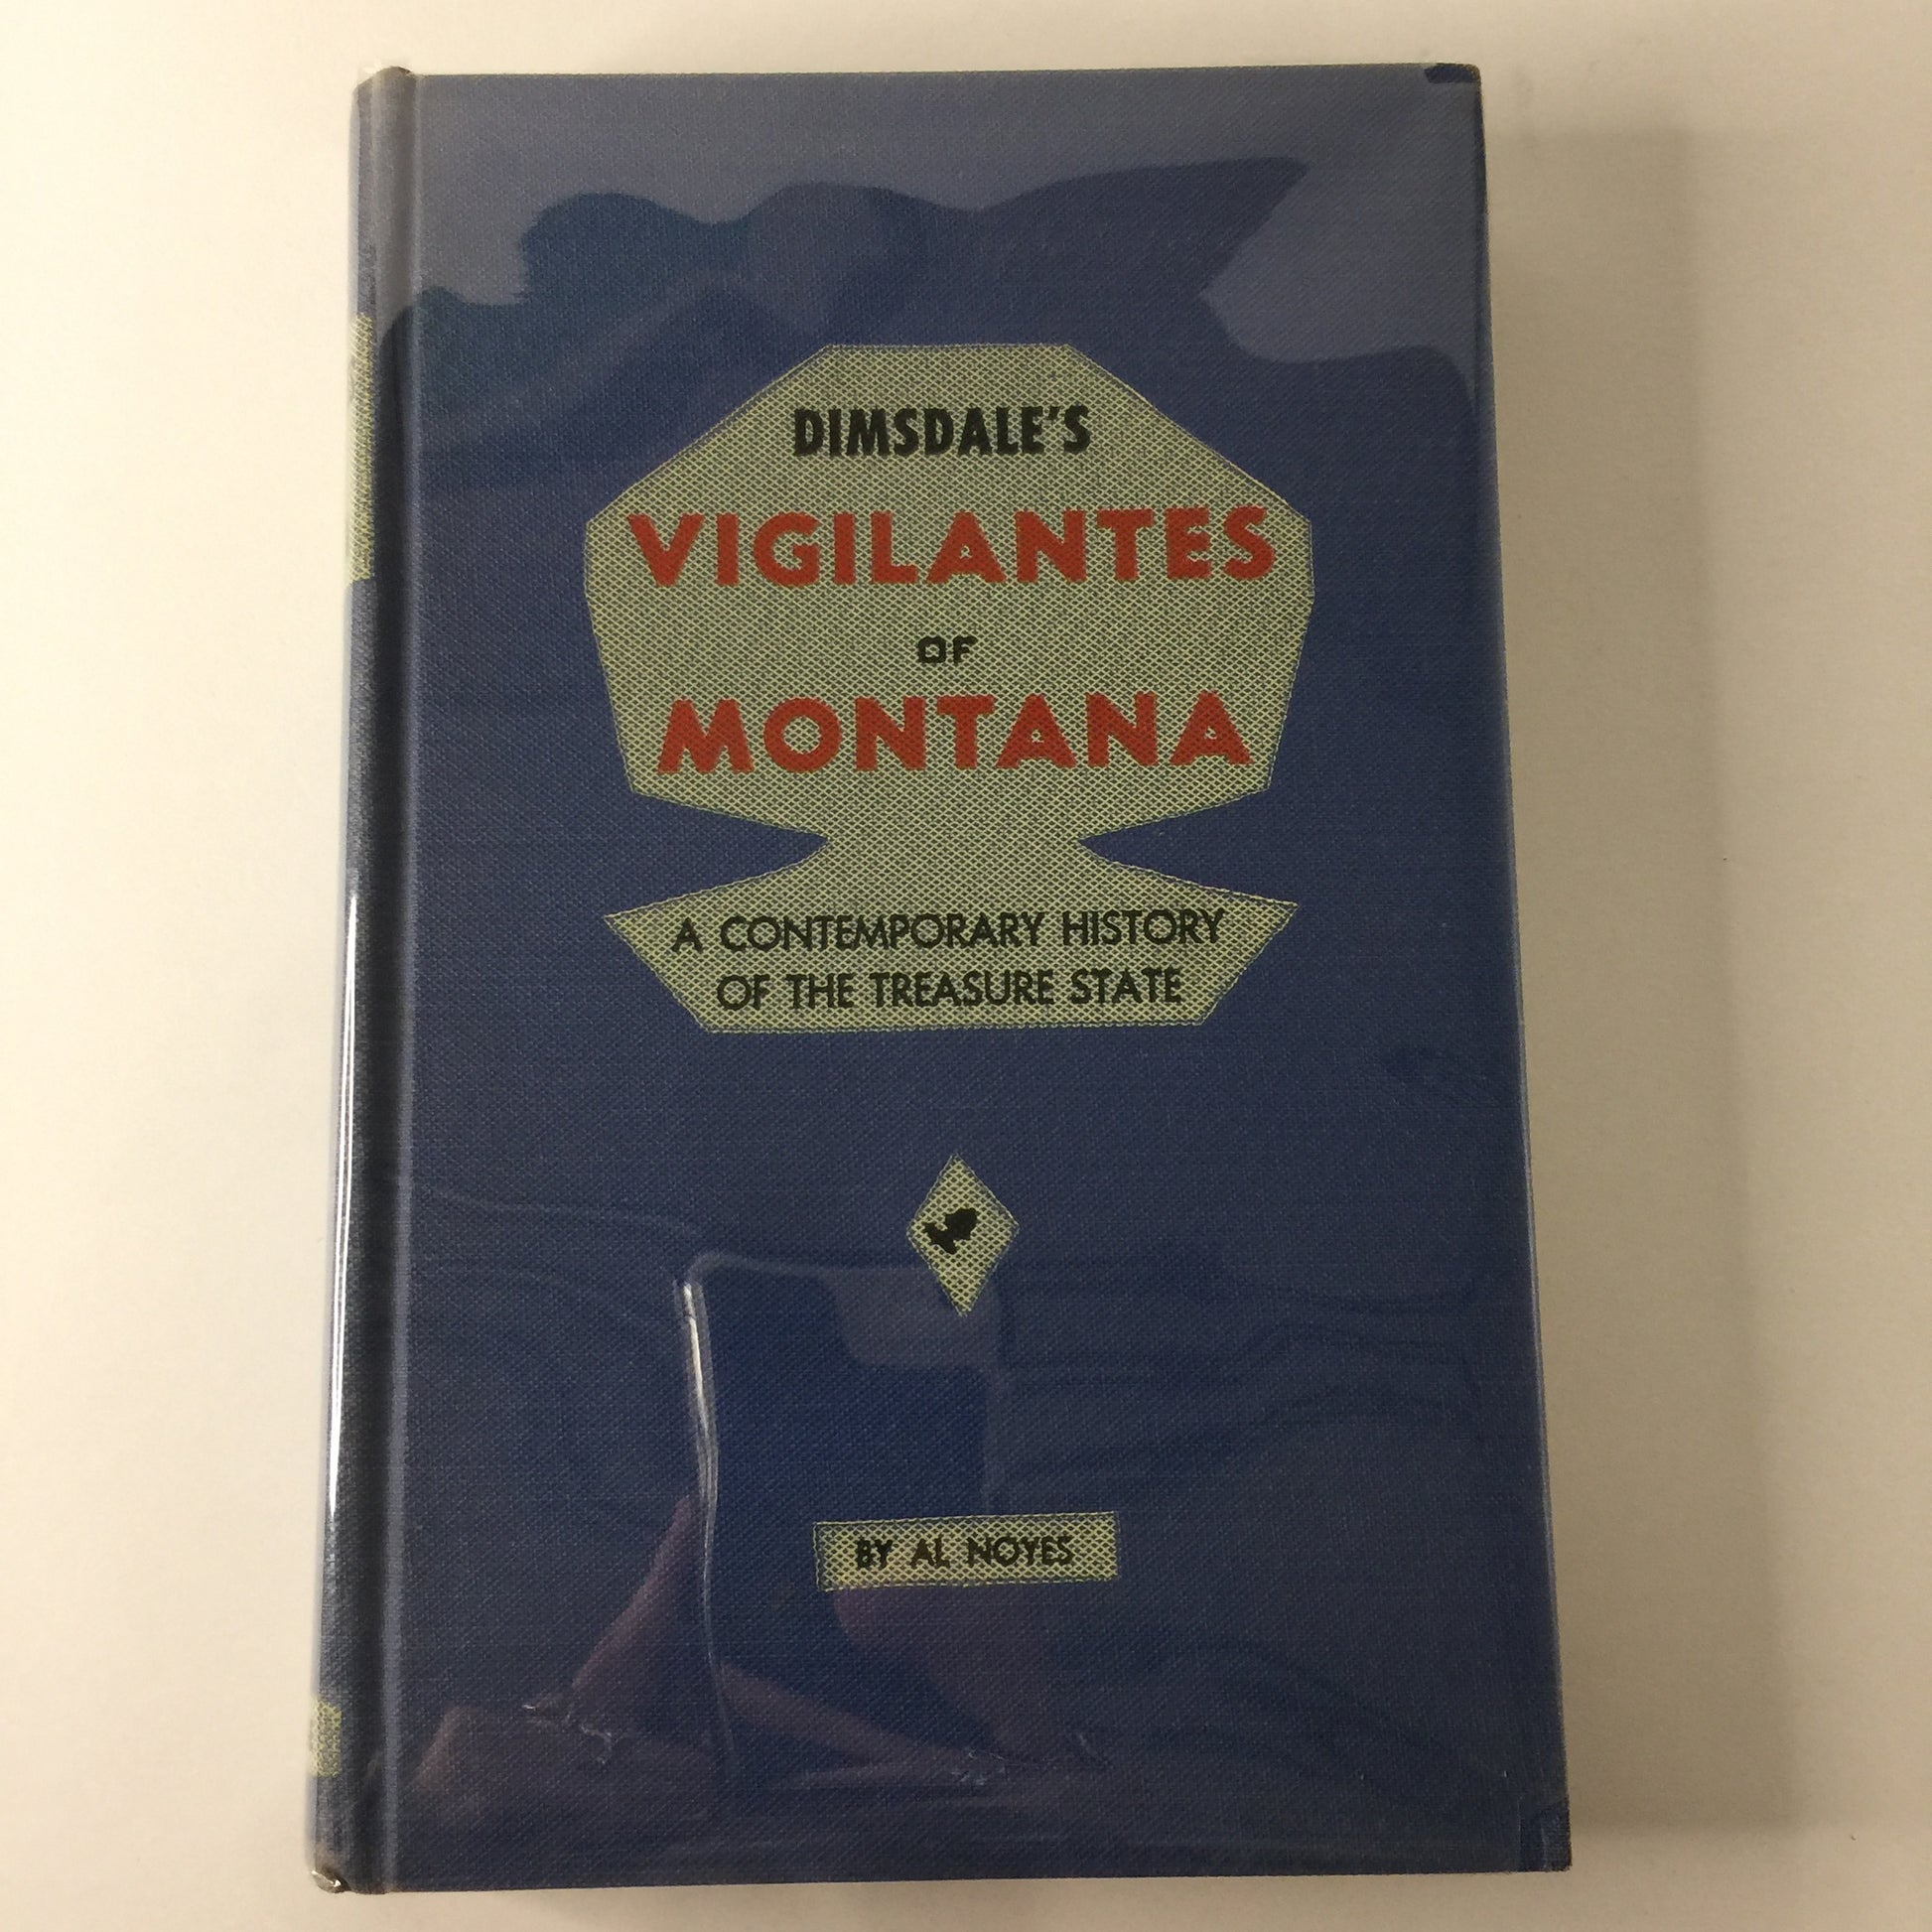 DIMSDALE'S
VIGILANTES
OF
MONTANA
A CONTEMPORARY HISTORY
OF THE TREASURE STATE
BY AL NOYES